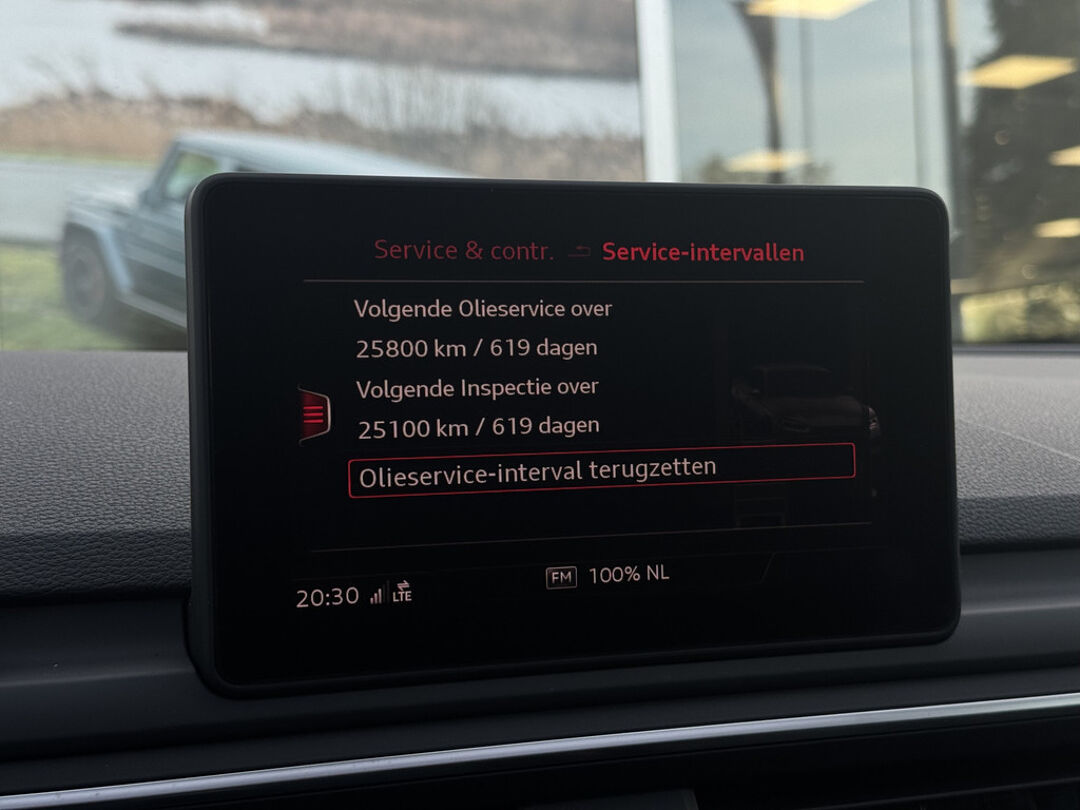 Service & contr. Service-intervallen
Volgende Olieservice over
25800 km / 619 dagen
Volgende Inspectie over
25100 km / 619 dagen
Olieservice-interval terugzetten
20:30 LTE FM 100% NL